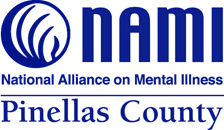 NAMI
National Alliance on Mental Illness
Pinellas County